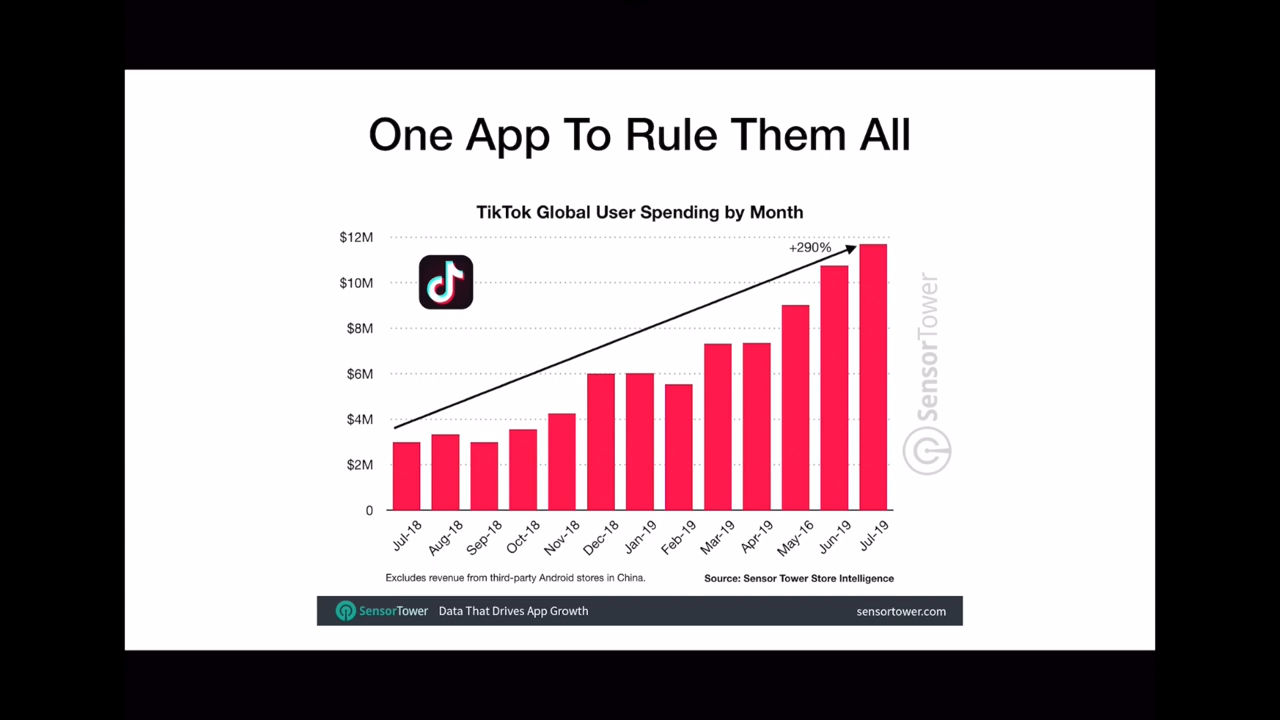 One App To Rule Them All
TikTok Global User Spending by Month
$12M
+290%
$10M
$8M
$6M
$4M
$2M
0
Jul-18
Aug-18
Sep-18
Oct-18
Nov-18
Dec-18
Jan-19
Feb-19
Mar-19
Apr-19
May-16
Jun-19
Jul-19
SensorTower
Excludes revenue from third-party Android stores in China.
Source: Sensor Tower Store Intelligence
SensorTower Data That Drives App Growth
sensortower.com